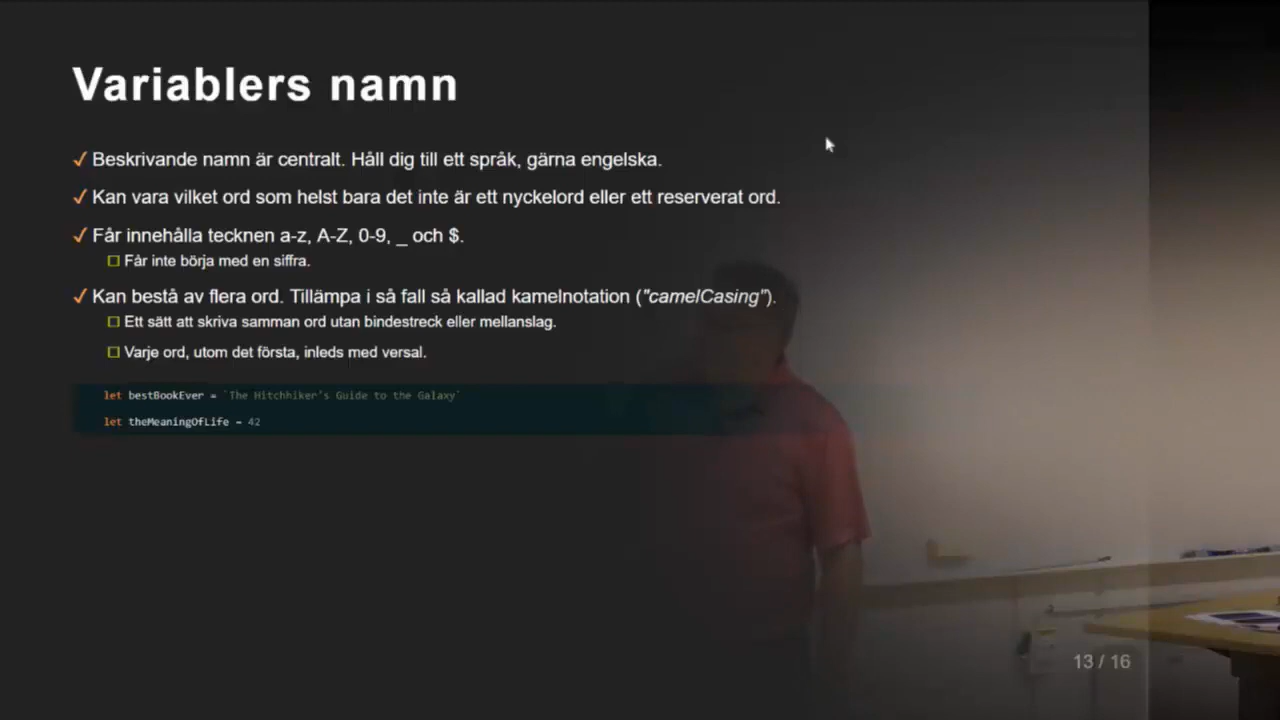 Variablers namn
Beskrivande namn är centralt. Håll dig till ett språk, gärna engelska.
Kan vara vilket ord som helst bara det inte är ett nyckelord eller ett reserverat ord.
Får innehålla tecknen a-z, A-Z, 0-9, _ och $.
Får inte börja med en siffra.
Kan bestå av flera ord. Tillämpa i så fall så kallad kamelnotation ("camelCasing").
Ett sätt att skriva samman ord utan bindestreck eller mellanslag.
Varje ord, utom det första, inleds med versal.
let bestBookEver = `The Hitchhiker's Guide to the Galaxy`
let theMeaningOfLife = 42
13 / 16